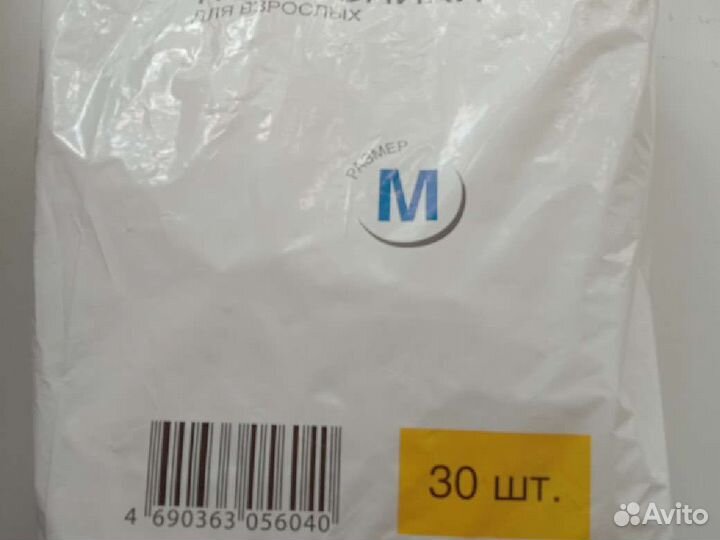 ДЛЯ ВЗРОСЛЫХ
РАЗМЕР
M
30 шт.
4 690363 056040
Avito